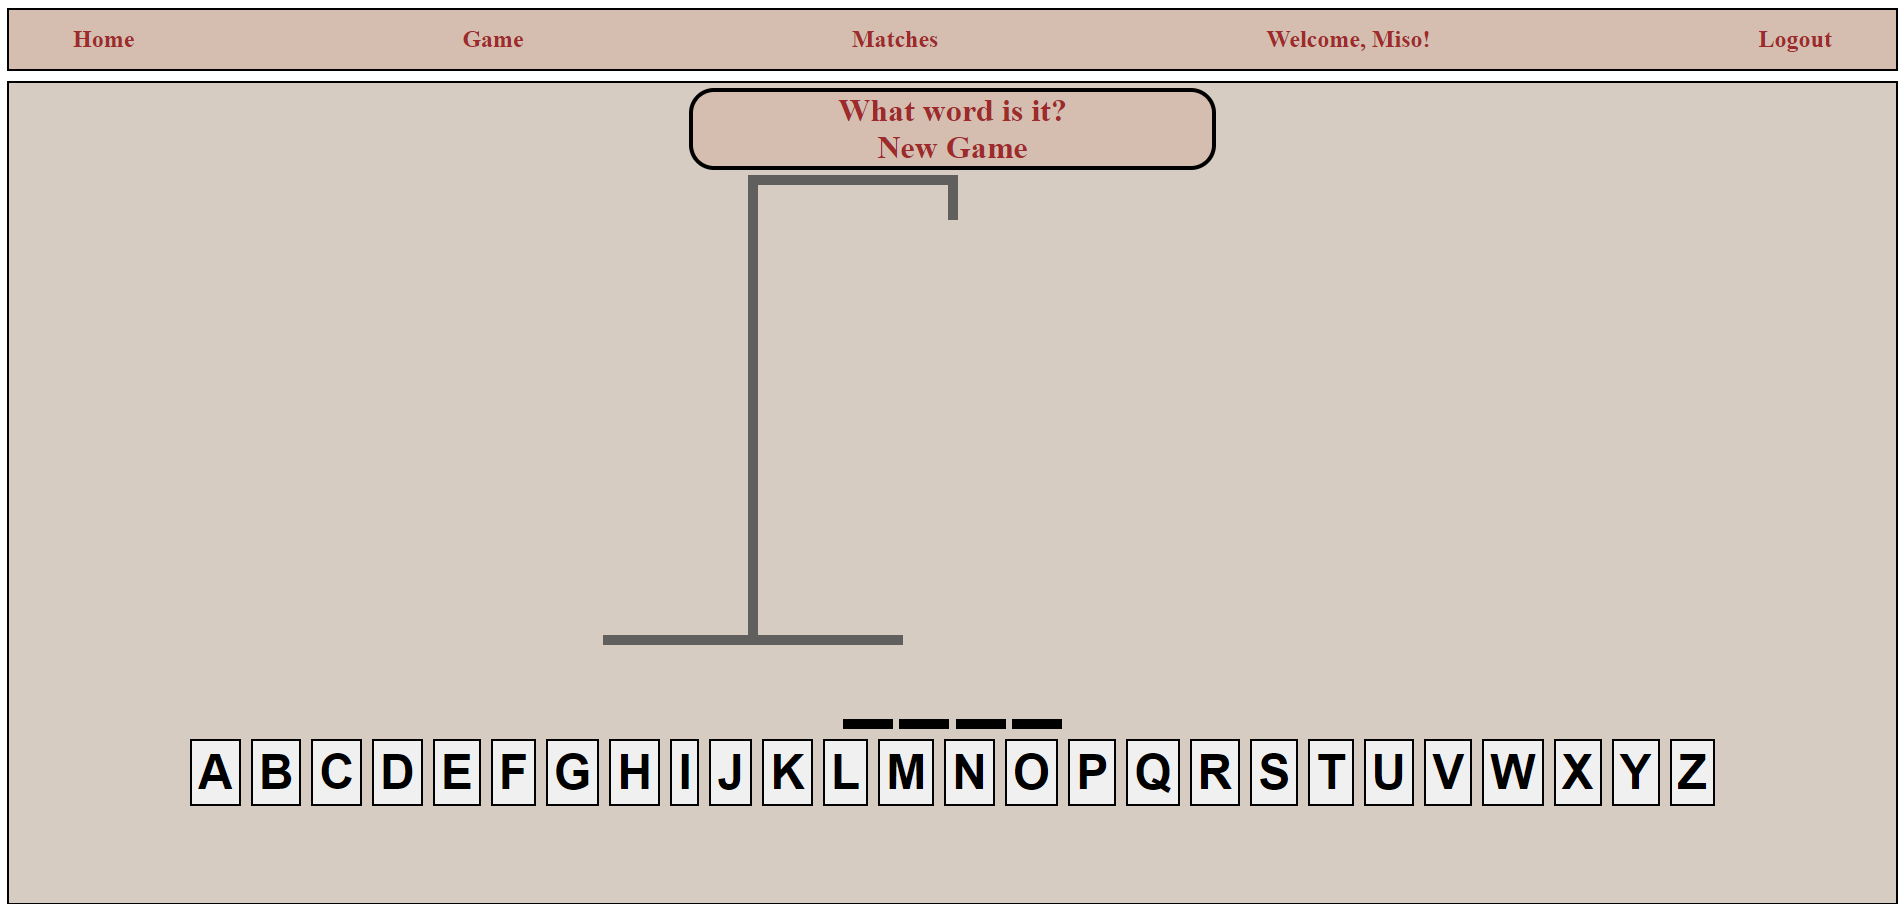 Home Game Matches Welcome, Miso! Logout
What word is it?
New Game
A B C D E F G H I J K L M N O P Q R S T U V W X Y Z